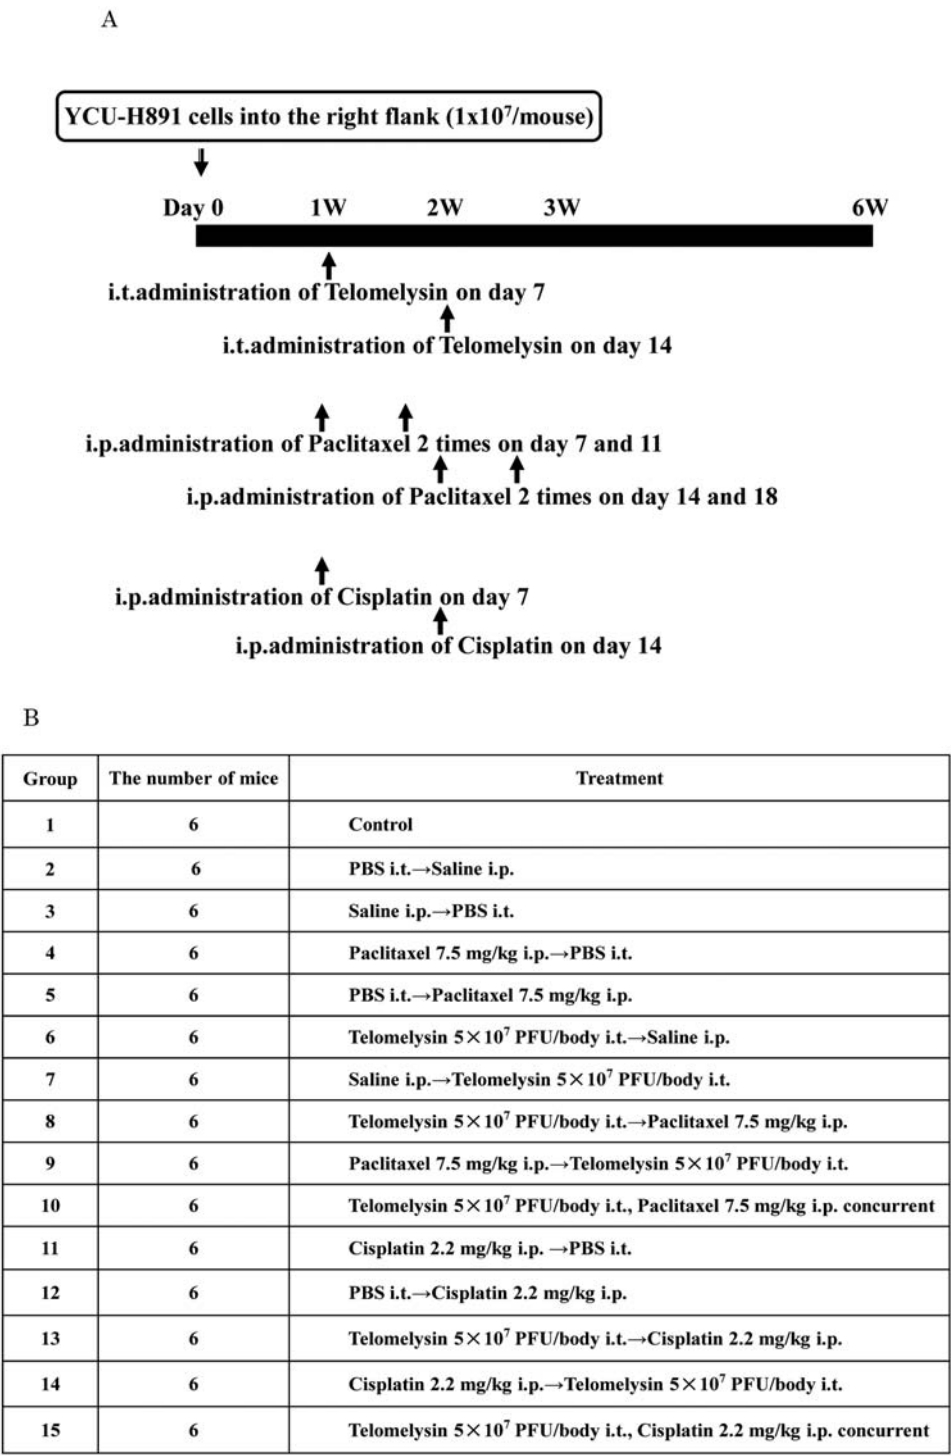 A
YCU-H891 cells into the right flank (1x10⁷/mouse)
Day 0 1W 2W 3W 6W
i.t.administration of Telomelysin on day 7
i.t.administration of Telomelysin on day 14
i.p.administration of Paclitaxel 2 times on day 7 and 11
i.p.administration of Paclitaxel 2 times on day 14 and 18
i.p.administration of Cisplatin on day 7
i.p.administration of Cisplatin on day 14
B
Group The number of mice Treatment
1 6 Control
2 6 PBS i.t.→Saline i.p.
3 6 Saline i.p.→PBS i.t.
4 6 Paclitaxel 7.5 mg/kg i.p.→PBS i.t.
5 6 PBS i.t.→Paclitaxel 7.5 mg/kg i.p.
6 6 Telomelysin 5×10⁷ PFU/body i.t.→Saline i.p.
7 6 Saline i.p.→Telomelysin 5×10⁷ PFU/body i.t.
8 6 Telomelysin 5×10⁷ PFU/body i.t.→Paclitaxel 7.5 mg/kg i.p.
9 6 Paclitaxel 7.5 mg/kg i.p.→Telomelysin 5×10⁷ PFU/body i.t.
10 6 Telomelysin 5×10⁷ PFU/body i.t., Paclitaxel 7.5 mg/kg i.p. concurrent
11 6 Cisplatin 2.2 mg/kg i.p. →PBS i.t.
12 6 PBS i.t.→Cisplatin 2.2 mg/kg i.p.
13 6 Telomelysin 5×10⁷ PFU/body i.t.→Cisplatin 2.2 mg/kg i.p.
14 6 Cisplatin 2.2 mg/kg i.p.→Telomelysin 5×10⁷ PFU/body i.t.
15 6 Telomelysin 5×10⁷ PFU/body i.t., Cisplatin 2.2 mg/kg i.p. concurrent